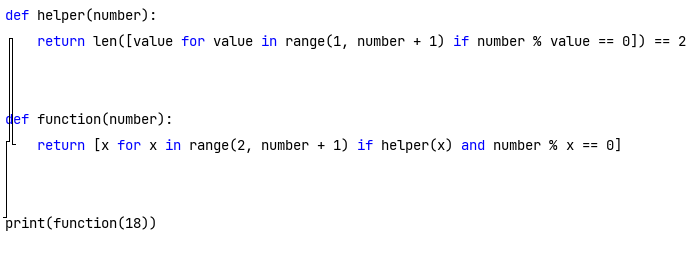 def helper(number):
    return len([value for value in range(1, number + 1) if number % value == 0]) == 2
def function(number):
    return [x for x in range(2, number + 1) if helper(x) and number % x == 0]
print(function(18))